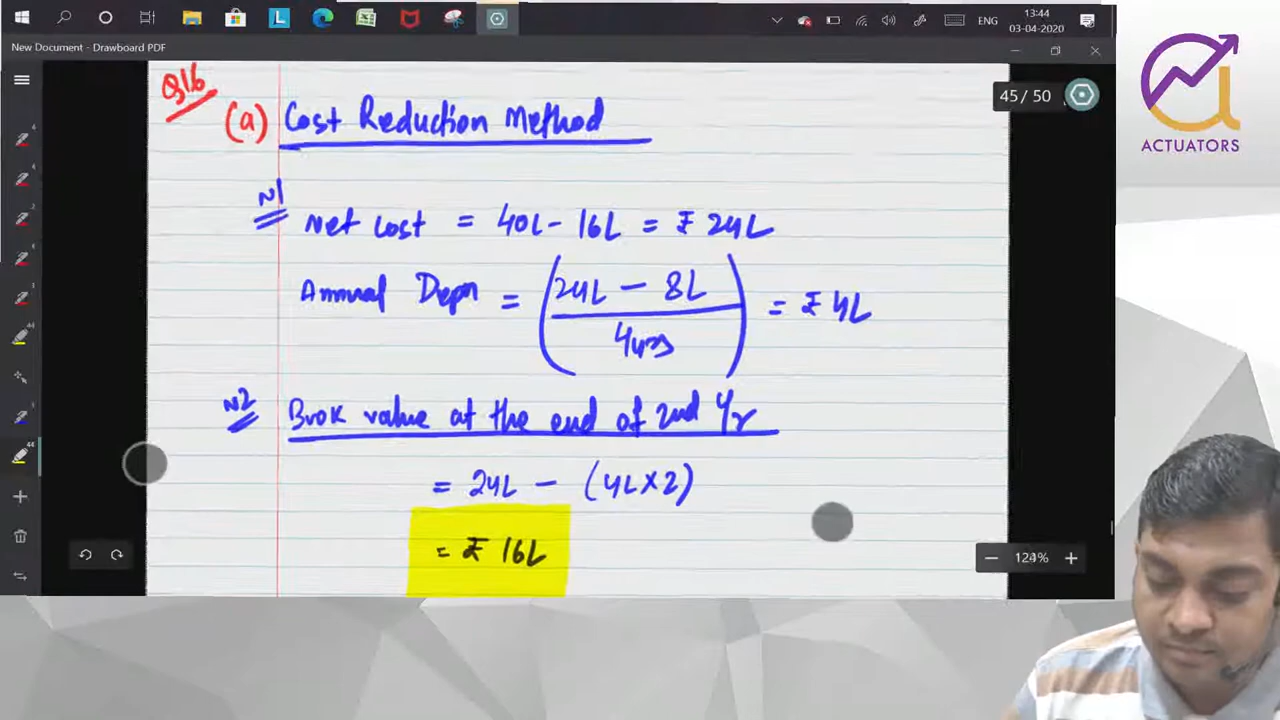 13:44
ENG
03-04-2020
New Document - Drawboard PDF
45 / 50
ACTUATORS
Q16
(a) Cost Reduction Method
N1
Net Cost = 40L - 16L = ₹ 24L
Annual Depn = (24L - 8L / 4yrs) = ₹ 4L
N2
Book value at the end of 2nd Yr
= 24L - (4L×2)
= ₹ 16L
124%